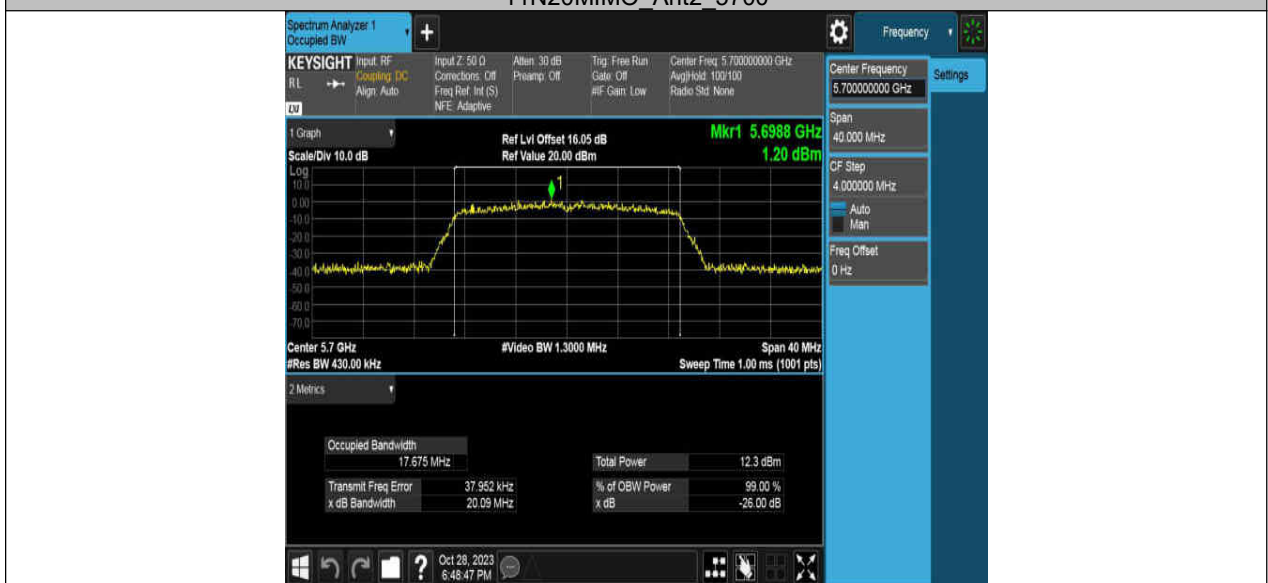 11N20MIMO_Ant2_5700
Spectrum Analyzer 1
Occupied BW
+
Frequency
KEYSIGHT
RL
LXI
Input: RF
Coupling: DC
Align: Auto
Input Z: 50 Ω
Corrections: Off
Freq Ref: Int (S)
NFE: Adaptive
Atten: 30 dB
Preamp: Off
Trig: Free Run
Gate: Off
#IF Gain: Low
Center Freq: 5.700000000 GHz
Avg|Hold: 100/100
Radio Std: None
Center Frequency
5.700000000 GHz
Settings
Span
40.000 MHz
CF Step
4.000000 MHz
Auto
Man
Freq Offset
0 Hz
1 Graph
Scale/Div 10.0 dB
Ref Lvl Offset 16.05 dB
Ref Value 20.00 dBm
Mkr1 5.6988 GHz
1.20 dBm
Log
10.0
0.00
-10.0
-20.0
-30.0
-40.0
-50.0
-60.0
-70.0
1
Center 5.7 GHz
#Video BW 1.3000 MHz
Span 40 MHz
#Res BW 430.00 kHz
Sweep Time 1.00 ms (1001 pts)
2 Metrics
Occupied Bandwidth
17.675 MHz
Total Power 12.3 dBm
Transmit Freq Error 37.952 kHz
% of OBW Power 99.00 %
x dB Bandwidth 20.09 MHz
x dB -26.00 dB
?
Oct 28, 2023
6:48:47 PM